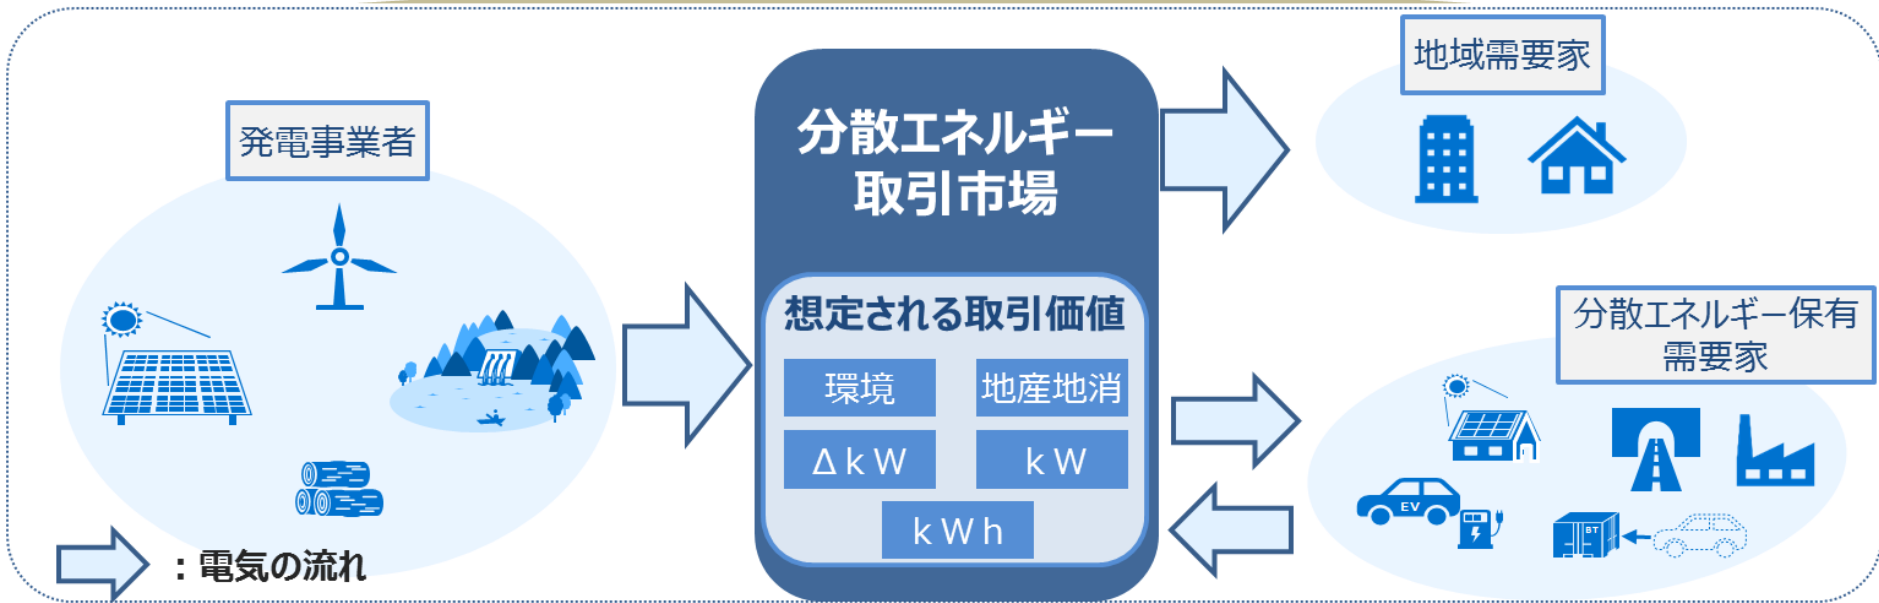 発電事業者
分散エネルギー
取引市場
想定される取引価値
環境
地産地消
ΔkW
kW
kWh
地域需要家
分散エネルギー保有
需要家
EV
BT
：電気の流れ